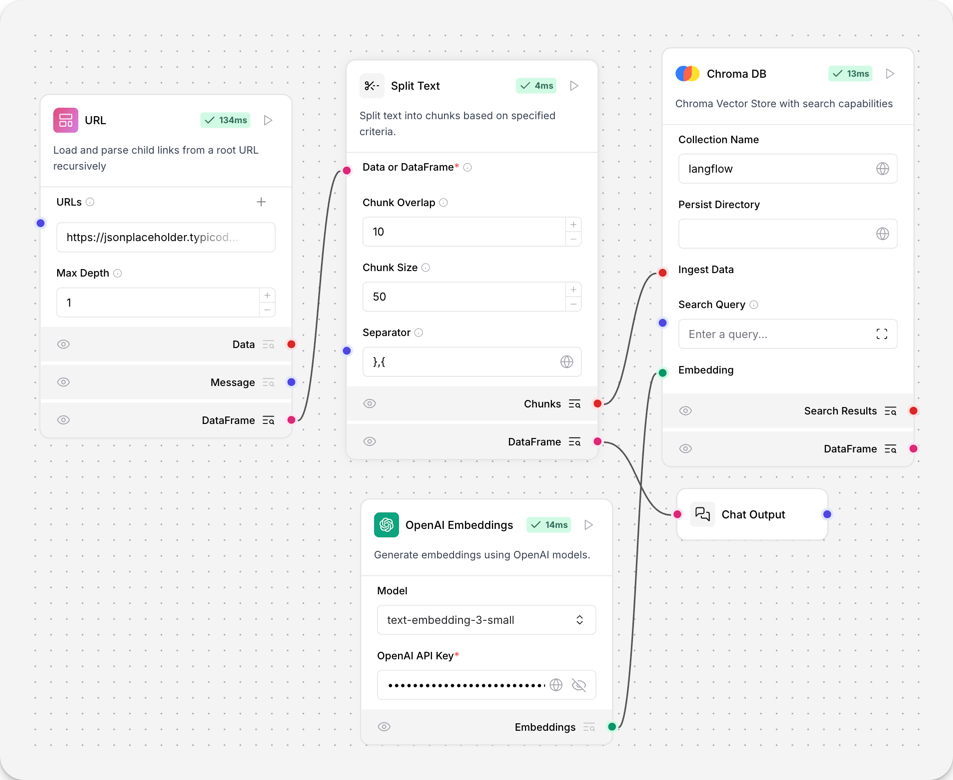 URL
134ms
Load and parse child links from a root URL
recursively
URLs
https://jsonplaceholder.typicod...
Max Depth
1
Data
Message
DataFrame
Split Text
4ms
Split text into chunks based on specified
criteria.
Data or DataFrame*
Chunk Overlap
10
Chunk Size
50
Separator
},{
Chunks
DataFrame
OpenAI Embeddings
14ms
Generate embeddings using OpenAI models.
Model
text-embedding-3-small
OpenAI API Key*
Embeddings
Chroma DB
13ms
Chroma Vector Store with search capabilities
Collection Name
langflow
Persist Directory
Ingest Data
Search Query
Enter a query...
Embedding
Search Results
DataFrame
Chat Output